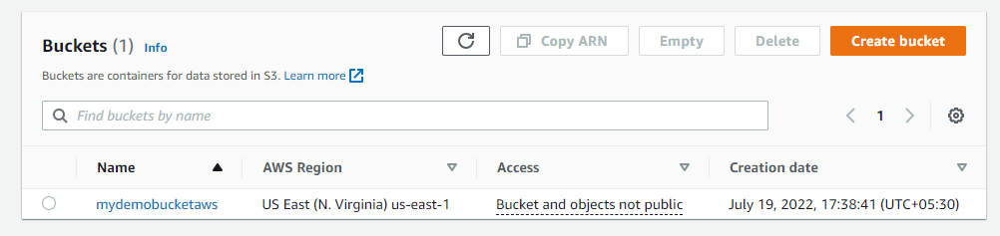 Buckets (1) Info
Copy ARN
Empty
Delete
Create bucket
Buckets are containers for data stored in S3. Learn more
Find buckets by name
1
Name AWS Region Access Creation date
mydemobucketaws US East (N. Virginia) us-east-1 Bucket and objects not public July 19, 2022, 17:38:41 (UTC+05:30)